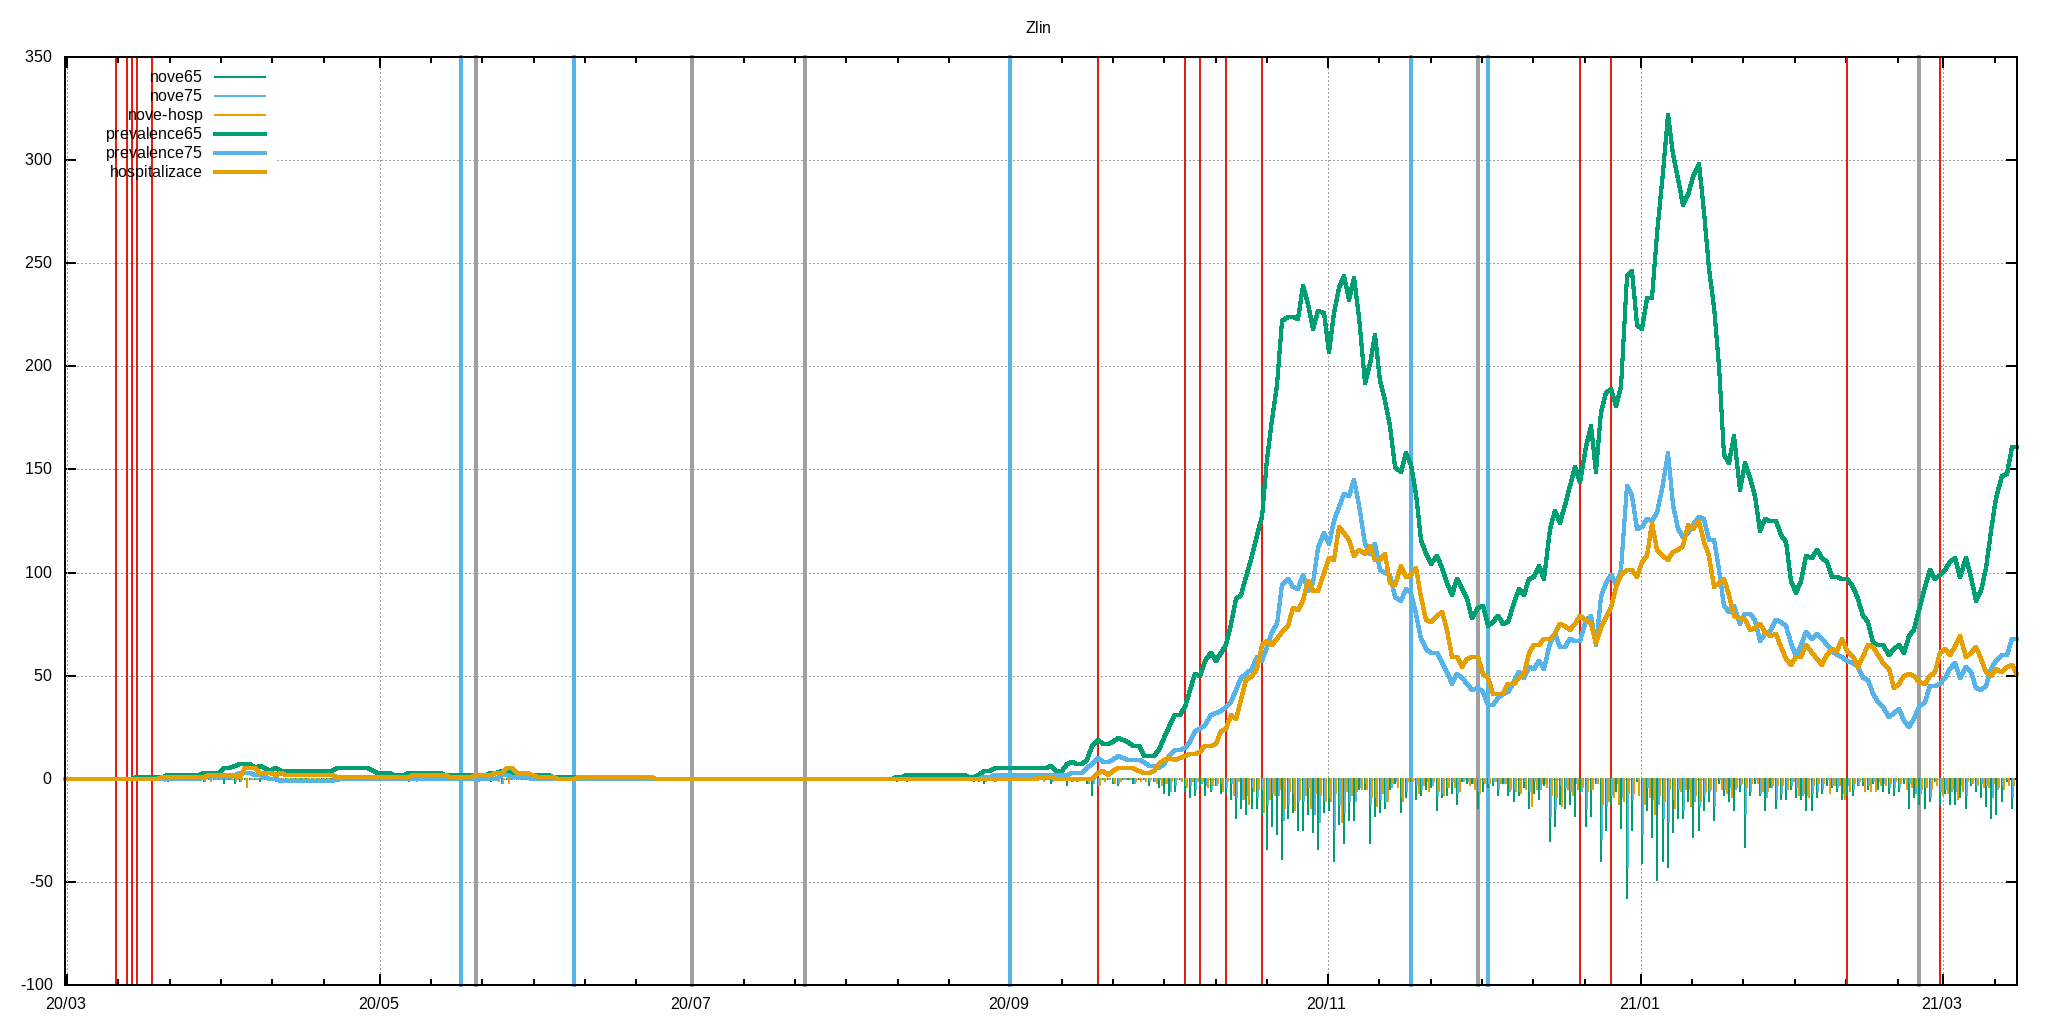 Zlin
350
300
250
200
150
100
50
0
-50
-100
nove65
nove75
nove-hosp
prevalence65
prevalence75
hospitalizace
20/03 20/05 20/07 20/09 20/11 21/01 21/03